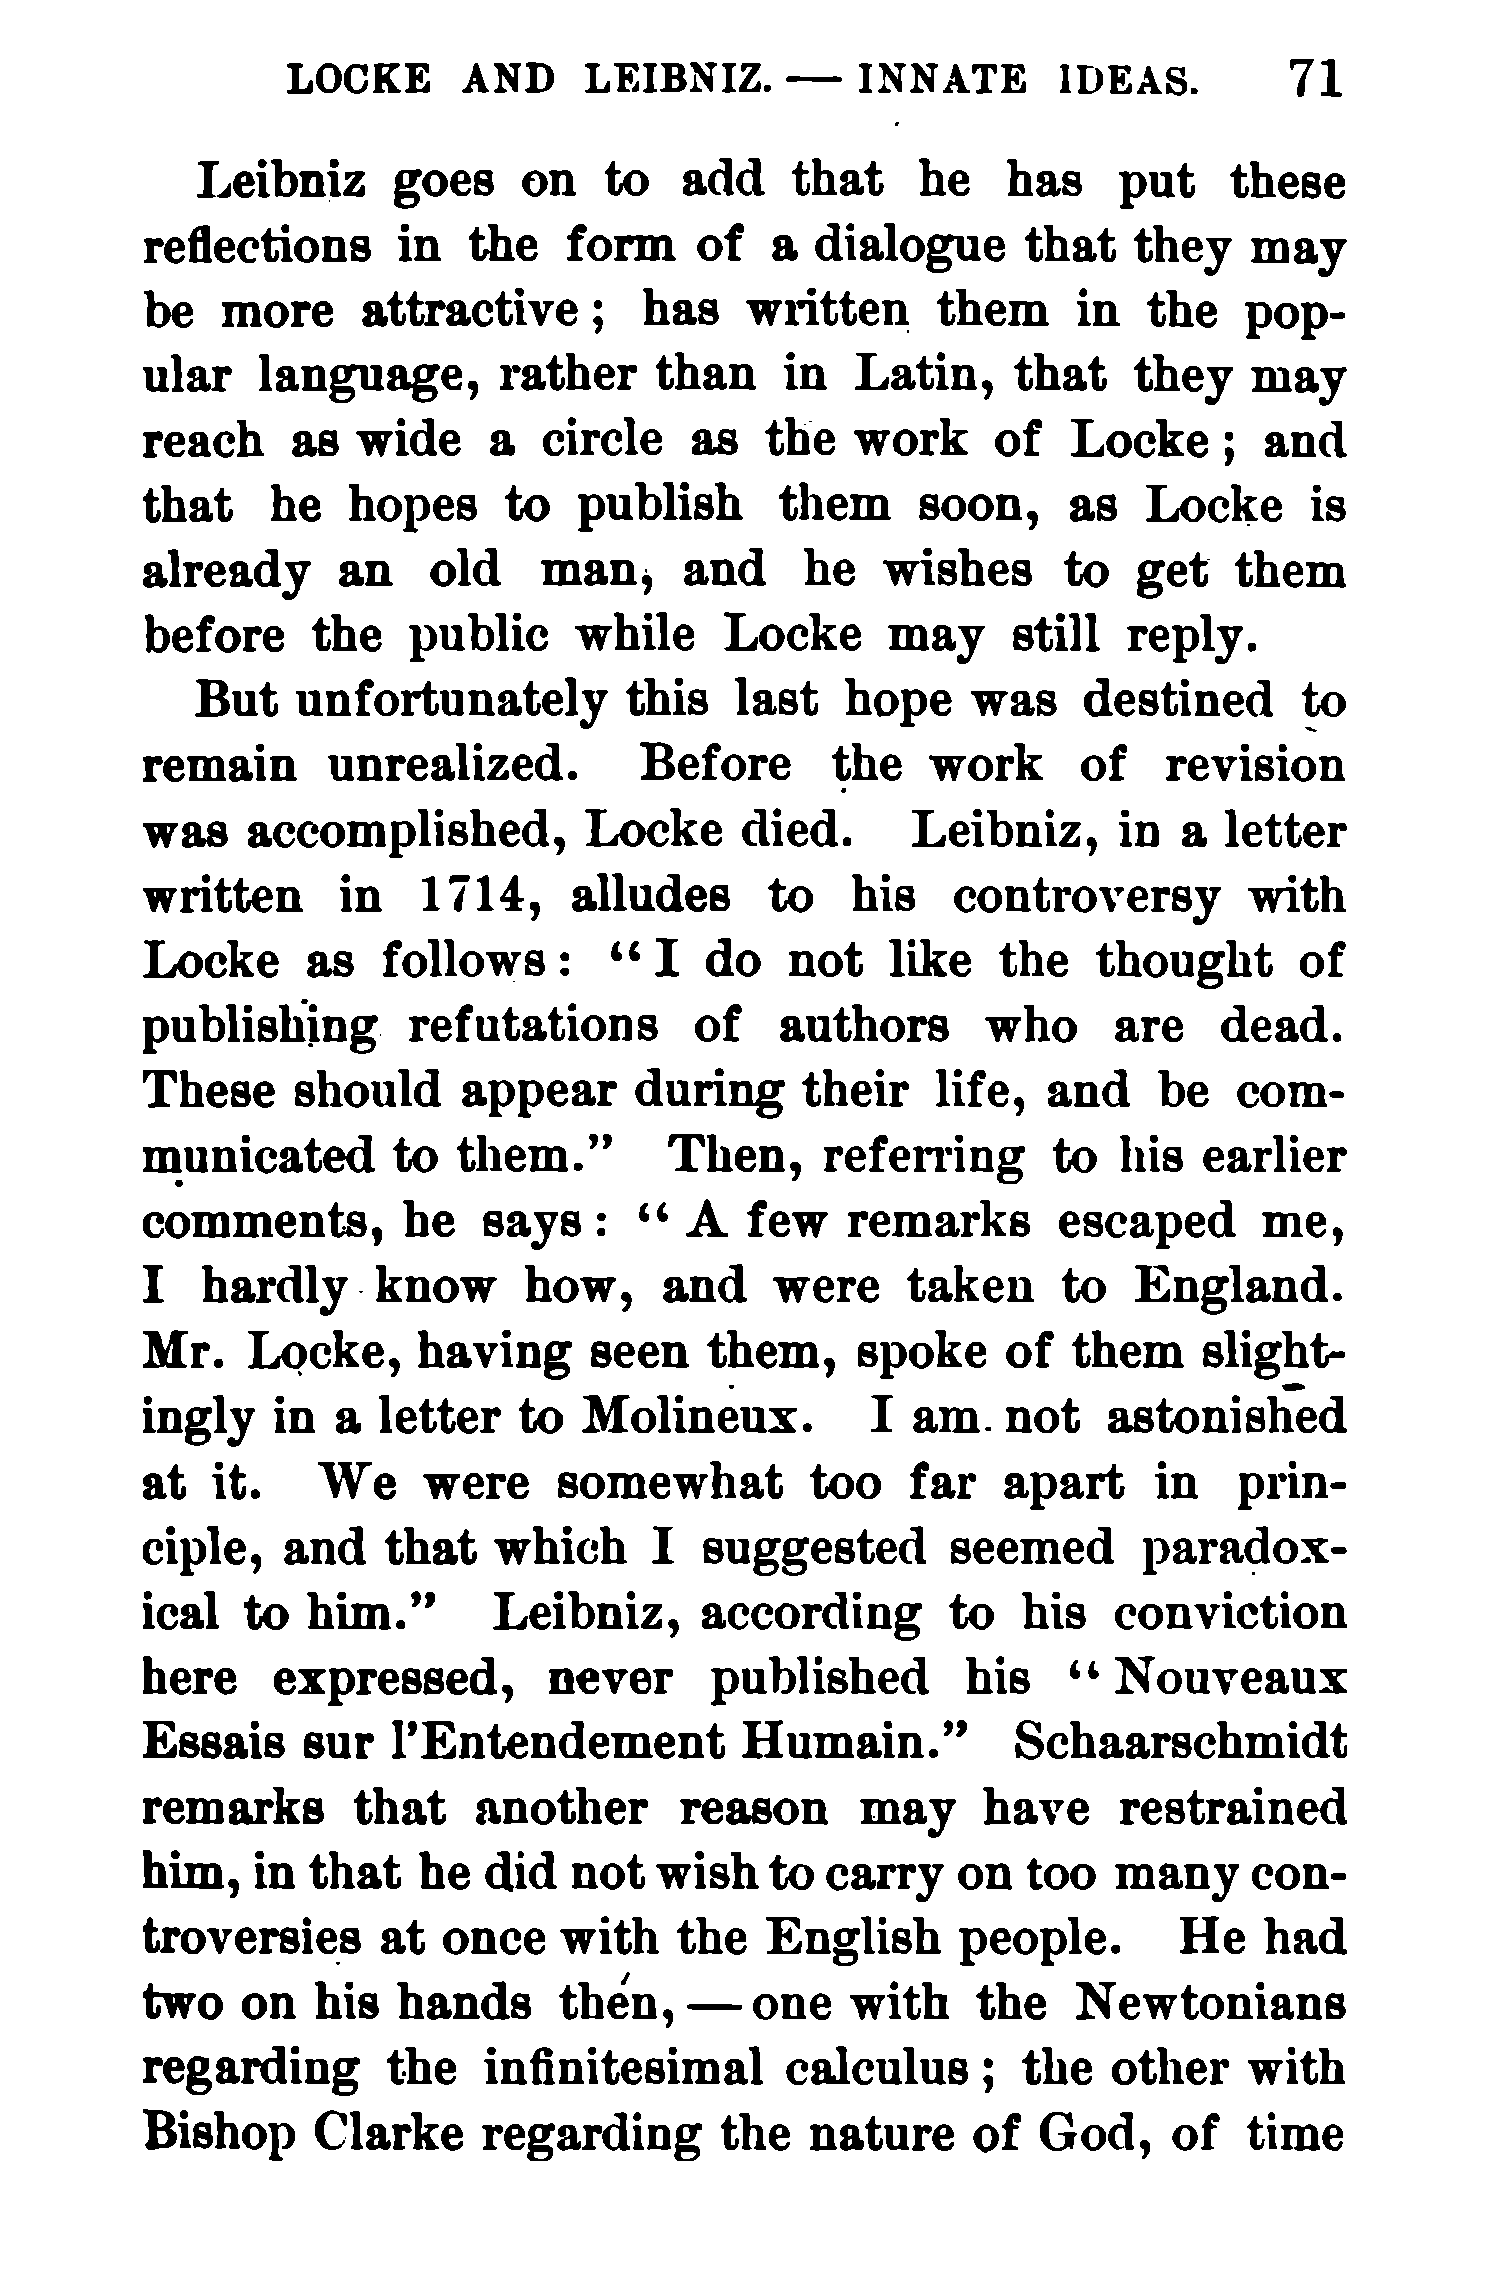 LOCKE AND LEIBNIZ. — INNATE IDEAS. 71
Leibniz goes on to add that he has put these
reflections in the form of a dialogue that they may
be more attractive ; has written them in the pop-
ular language, rather than in Latin, that they may
reach as wide a circle as the work of Locke ; and
that he hopes to publish them soon, as Locke is
already an old man, and he wishes to get them
before the public while Locke may still reply.
But unfortunately this last hope was destined to
remain unrealized. Before the work of revision
was accomplished, Locke died. Leibniz, in a letter
written in 1714, alludes to his controversy with
Locke as follows : “ I do not like the thought of
publishing refutations of authors who are dead.
These should appear during their life, and be com-
municated to them.” Then, referring to his earlier
comments, he says : “ A few remarks escaped me,
I hardly know how, and were taken to England.
Mr. Locke, having seen them, spoke of them slight-
ingly in a letter to Molineux. I am not astonished
at it. We were somewhat too far apart in prin-
ciple, and that which I suggested seemed paradox-
ical to him.” Leibniz, according to his conviction
here expressed, never published his “ Nouveaux
Essais sur l’Entendement Humain.” Schaarschmidt
remarks that another reason may have restrained
him, in that he did not wish to carry on too many con-
troversies at once with the English people. He had
two on his hands then, — one with the Newtonians
regarding the infinitesimal calculus ; the other with
Bishop Clarke regarding the nature of God, of time